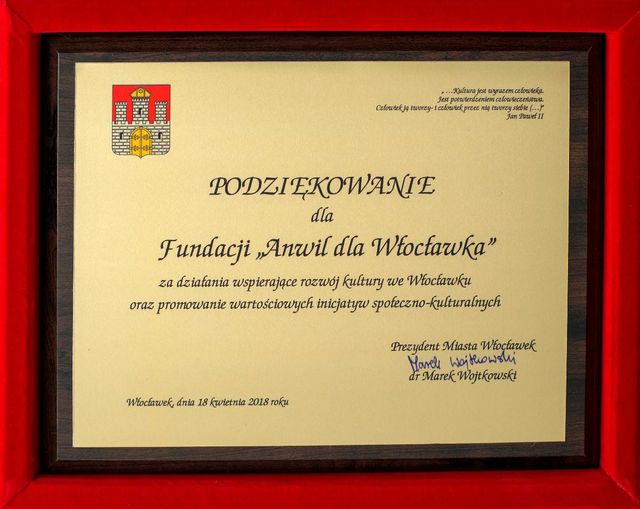 „ …Kultura jest wyrazem człowieka.
Jest potwierdzeniem człowieczeństwa.
Człowiek ją tworzy- i człowiek przez nią tworzy siebie (…)"
Jan Paweł II
PODZIĘKOWANIE
dla
Fundacji „Anwil dla Włocławka”
za działania wspierające rozwój kultury we Włocławku
oraz promowanie wartościowych inicjatyw społeczno-kulturalnych
Prezydent Miasta Włocławek
Marek Wojtkowski
dr Marek Wojtkowski
Włocławek, dnia 18 kwietnia 2018 roku